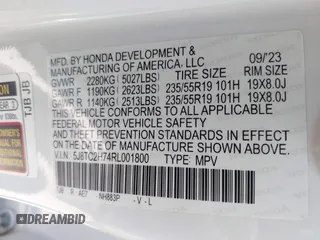 MFD. BY HONDA DEVELOPMENT & 09/'23
MANUFACTURING OF AMERICA, LLC
GVWR 2280KG (5027LBS) RIM SIZE
GAWR F 1190KG (2623LBS) 235/55R19 101H 19X8.0J
GAWR R 1140KG (2513LBS) 235/55R19 101H 19X8.0J
THIS VEHICLE CONFORMS TO ALL APPLICABLE
FEDERAL MOTOR VEHICLE SAFETY
AND THEFT PREVENTION STANDARDS IN EFFECT
ON THE DATE OF MANUFACTURE SHOWN ABOVE.
VIN: 5J8TC2H74RL001800 TYPE: MPV
NH883P -V-L
TJB JB
DREAMBID